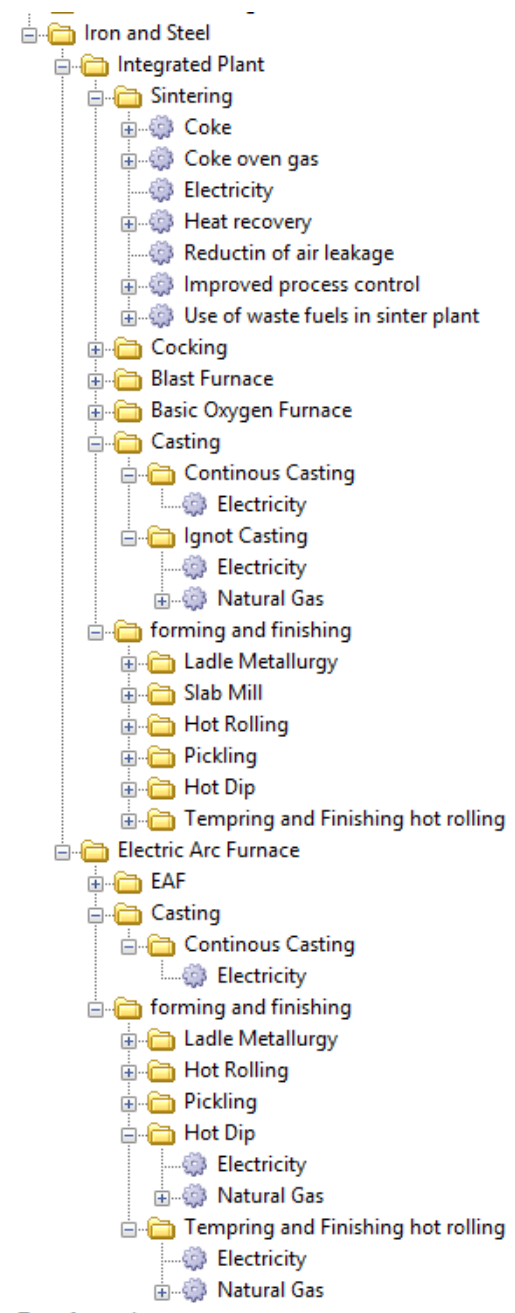 Iron and Steel
Integrated Plant
Sintering
Coke
Coke oven gas
Electricity
Heat recovery
Reductin of air leakage
Improved process control
Use of waste fuels in sinter plant
Cocking
Blast Furnace
Basic Oxygen Furnace
Casting
Continous Casting
Electricity
Ignot Casting
Electricity
Natural Gas
forming and finishing
Ladle Metallurgy
Slab Mill
Hot Rolling
Pickling
Hot Dip
Tempring and Finishing hot rolling
Electric Arc Furnace
EAF
Casting
Continous Casting
Electricity
forming and finishing
Ladle Metallurgy
Hot Rolling
Pickling
Hot Dip
Electricity
Natural Gas
Tempring and Finishing hot rolling
Electricity
Natural Gas